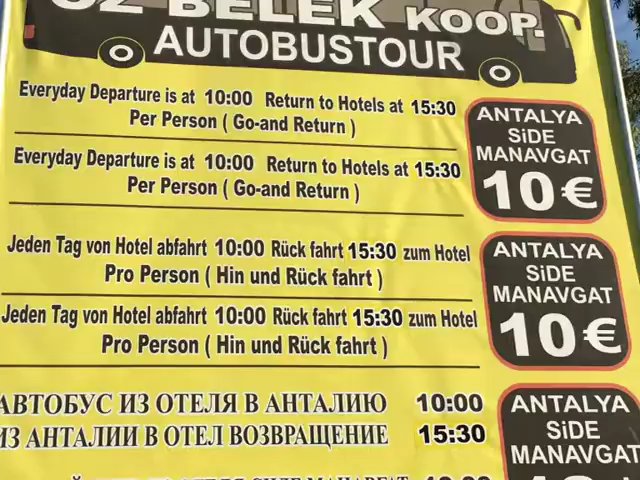 BELEK KOOP.
AUTOBUSTOUR
Everyday Departure is at 10:00 Return to Hotels at 15:30
Per Person ( Go-and Return )
Everyday Departure is at 10:00 Return to Hotels at 15:30
Per Person ( Go-and Return )
ANTALYA
SiDE
MANAVGAT
10€
Jeden Tag von Hotel abfahrt 10:00 Rück fahrt 15:30 zum Hotel
Pro Person ( Hin und Rück fahrt )
Jeden Tag von Hotel abfahrt 10:00 Rück fahrt 15:30 zum Hotel
Pro Person ( Hin und Rück fahrt )
ANTALYA
SiDE
MANAVGAT
10€
АВТОБУС ИЗ ОТЕЛЯ В АНТАЛИЮ 10:00
ИЗ АНТАЛИИ В ОТЕЛ ВОЗВРАЩЕНИЕ 15:30
ANTALYA
SiDE
MANAVGAT